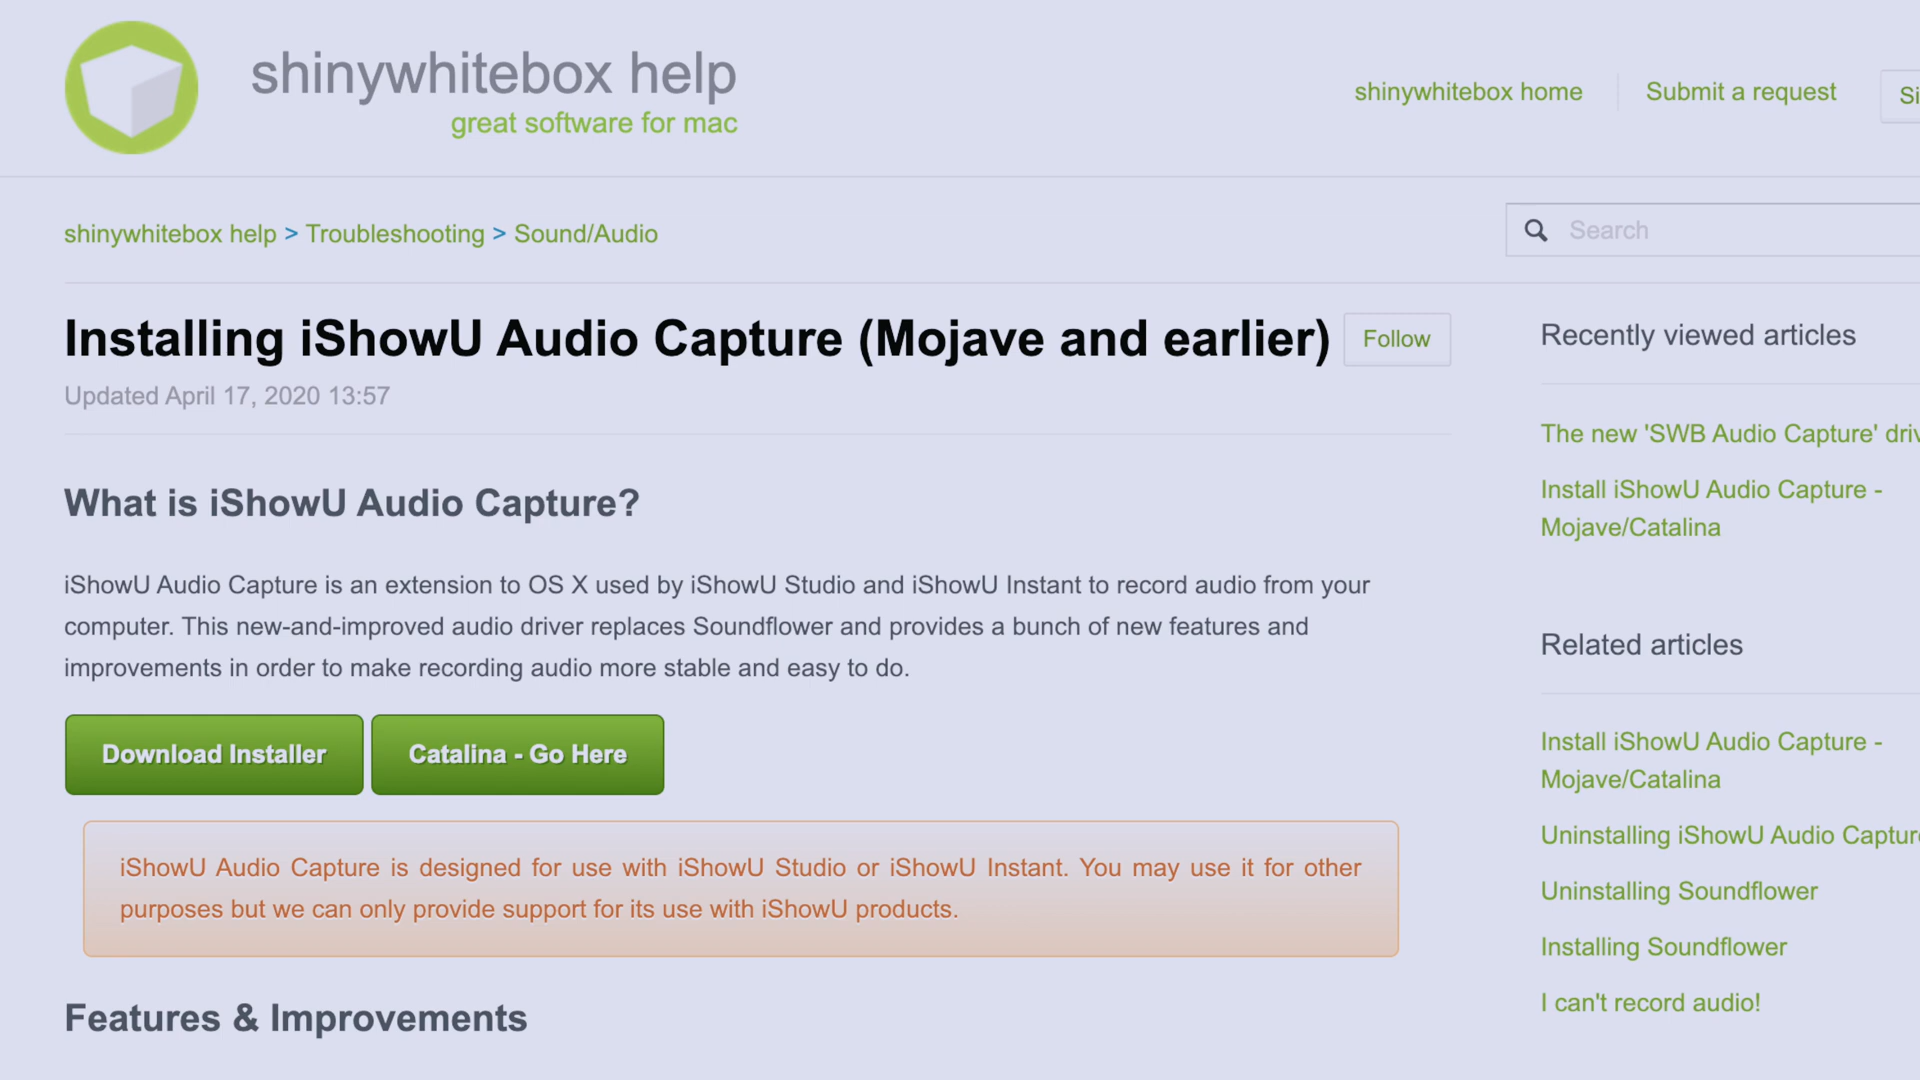 shinywhitebox help
great software for mac
shinywhitebox home
Submit a request
Si
shinywhitebox help > Troubleshooting > Sound/Audio
Search
Installing iShowU Audio Capture (Mojave and earlier)
Follow
Updated April 17, 2020 13:57
What is iShowU Audio Capture?
iShowU Audio Capture is an extension to OS X used by iShowU Studio and iShowU Instant to record audio from your
computer. This new-and-improved audio driver replaces Soundflower and provides a bunch of new features and
improvements in order to make recording audio more stable and easy to do.
Download Installer
Catalina - Go Here
iShowU Audio Capture is designed for use with iShowU Studio or iShowU Instant. You may use it for other
purposes but we can only provide support for its use with iShowU products.
Features & Improvements
Recently viewed articles
The new 'SWB Audio Capture' driv
Install iShowU Audio Capture -
Mojave/Catalina
Related articles
Install iShowU Audio Capture -
Mojave/Catalina
Uninstalling iShowU Audio Capture
Uninstalling Soundflower
Installing Soundflower
I can't record audio!